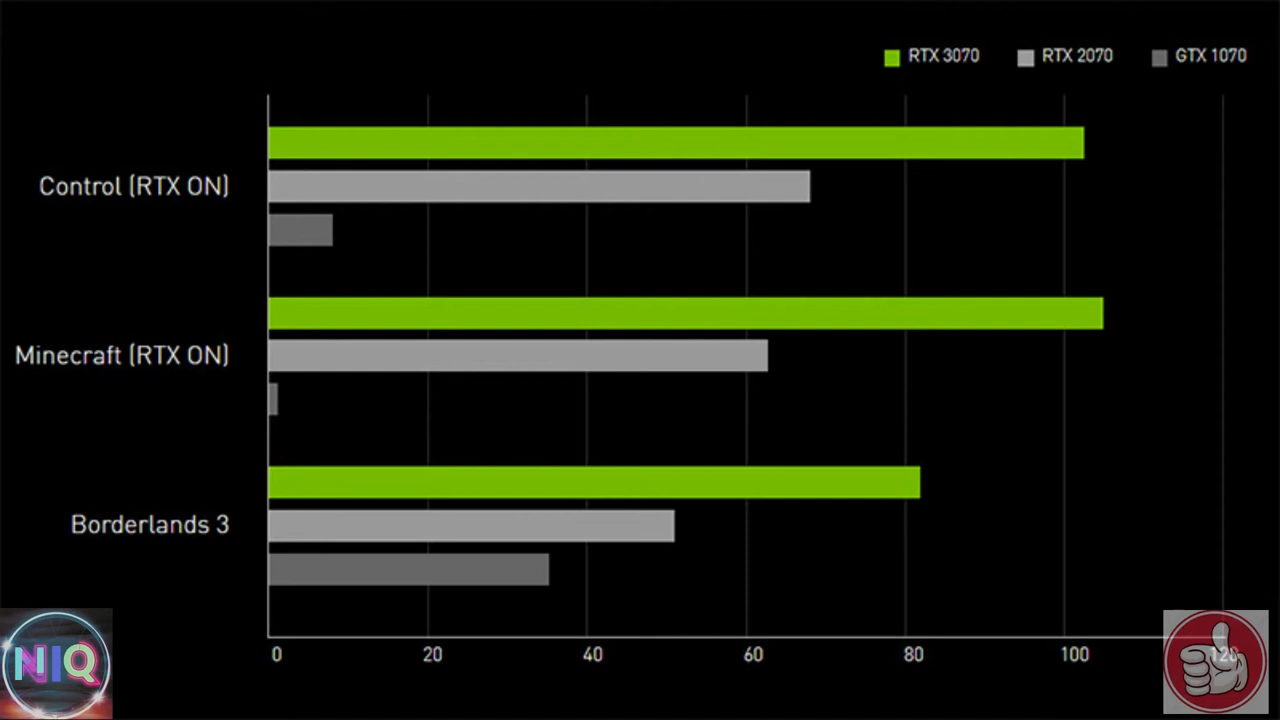 RTX 3070 RTX 2070 GTX 1070
Control (RTX ON)
Minecraft (RTX ON)
Borderlands 3
0 20 40 60 80 100 120
NIQ